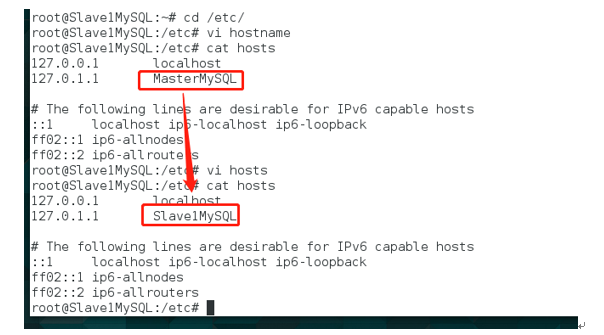 root@Slave1MySQL:~# cd /etc/
root@Slave1MySQL:/etc# vi hostname
root@Slave1MySQL:/etc# cat hosts
127.0.0.1 localhost
127.0.1.1 MasterMySQL
# The following lines are desirable for IPv6 capable hosts
::1 localhost ip6-localhost ip6-loopback
ff02::1 ip6-allnodes
ff02::2 ip6-allrouters
root@Slave1MySQL:/etc# vi hosts
root@Slave1MySQL:/etc# cat hosts
127.0.0.1 localhost
127.0.1.1 Slave1MySQL
# The following lines are desirable for IPv6 capable hosts
::1 localhost ip6-localhost ip6-loopback
ff02::1 ip6-allnodes
ff02::2 ip6-allrouters
root@Slave1MySQL:/etc#